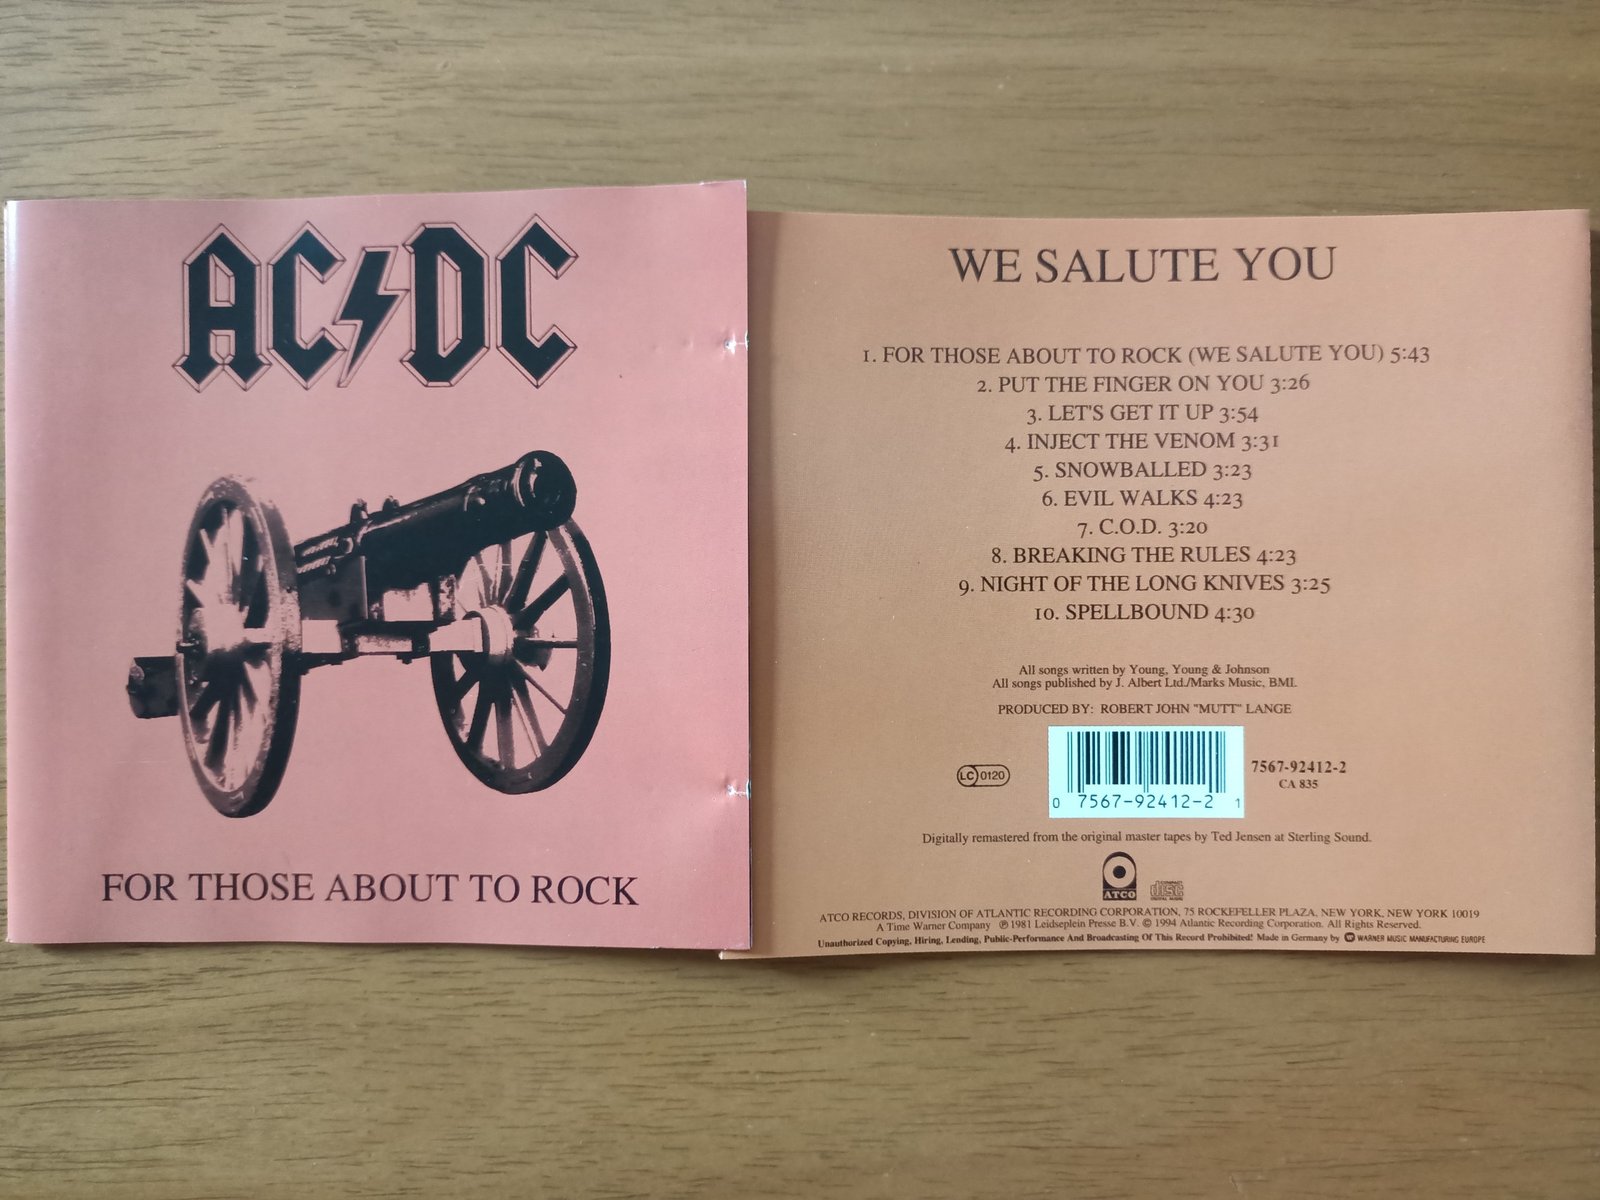 AC⚡DC
FOR THOSE ABOUT TO ROCK
WE SALUTE YOU
1. FOR THOSE ABOUT TO ROCK (WE SALUTE YOU) 5:43
2. PUT THE FINGER ON YOU 3:26
3. LET'S GET IT UP 3:54
4. INJECT THE VENOM 3:31
5. SNOWBALLED 3:23
6. EVIL WALKS 4:23
7. C.O.D. 3:20
8. BREAKING THE RULES 4:23
9. NIGHT OF THE LONG KNIVES 3:25
10. SPELLBOUND 4:30
All songs written by Young, Young & Johnson
All songs published by J. Albert Ltd./Marks Music, BMI.
PRODUCED BY: ROBERT JOHN "MUTT" LANGE
LC 0120
0 7567-92412-2 1
7567-92412-2
CA 835
Digitally remastered from the original master tapes by Ted Jensen at Sterling Sound.
ATCO
COMPACT disc DIGITAL AUDIO
ATCO RECORDS, DIVISION OF ATLANTIC RECORDING CORPORATION, 75 ROCKEFELLER PLAZA, NEW YORK, NEW YORK 10019
A Time Warner Company ℗ 1981 Leidseplein Presse B.V. © 1994 Atlantic Recording Corporation. All Rights Reserved.
Unauthorized Copying, Hiring, Lending, Public-Performance And Broadcasting Of This Record Prohibited! Made in Germany by WARNER MUSIC MANUFACTURING EUROPE